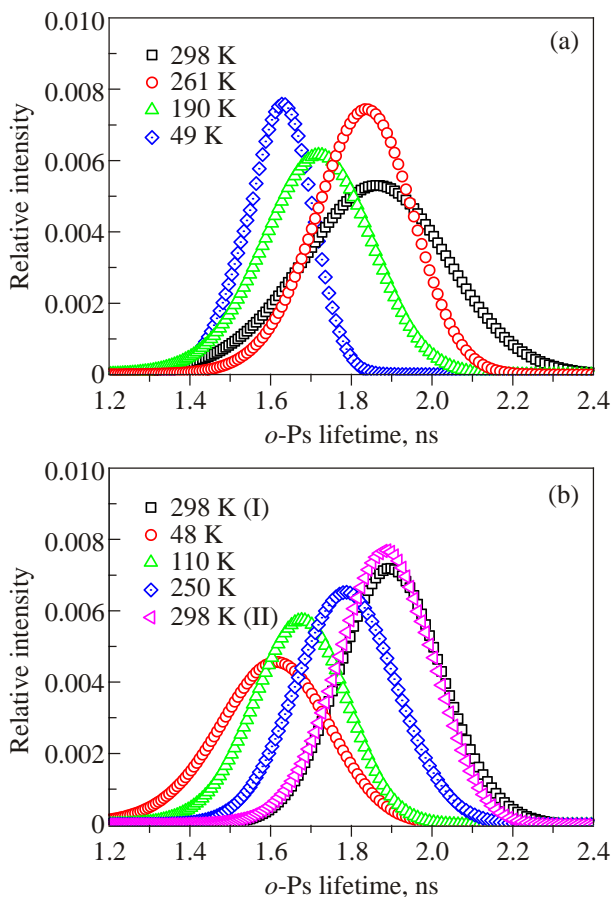 (a)
298 K
261 K
190 K
49 K
Relative intensity
0.010
0.008
0.006
0.004
0.002
0
1.2 1.4 1.6 1.8 2.0 2.2 2.4
o-Ps lifetime, ns
(b)
298 K (I)
48 K
110 K
250 K
298 K (II)
Relative intensity
0.010
0.008
0.006
0.004
0.002
0
1.2 1.4 1.6 1.8 2.0 2.2 2.4
o-Ps lifetime, ns